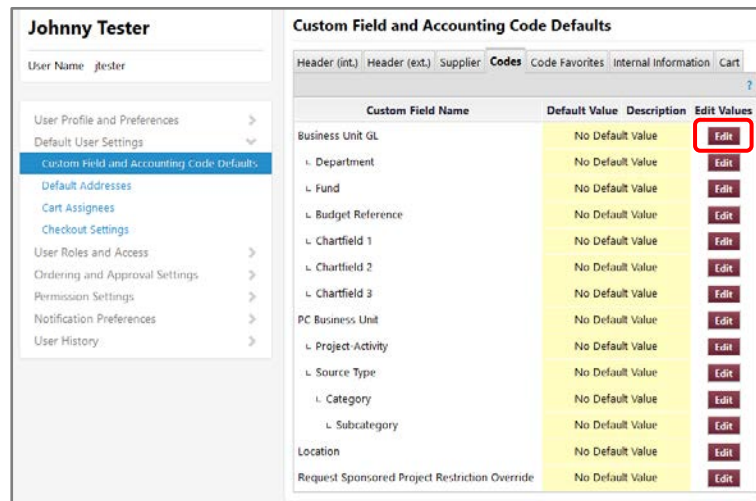 Johnny Tester
User Name jtester
User Profile and Preferences
Default User Settings
Custom Field and Accounting Code Defaults
Default Addresses
Cart Assignees
Checkout Settings
User Roles and Access
Ordering and Approval Settings
Permission Settings
Notification Preferences
User History
Custom Field and Accounting Code Defaults
Header (int.) Header (ext.) Supplier Codes Code Favorites Internal Information Cart
?
Custom Field Name Default Value Description Edit Values
Business Unit GL No Default Value Edit
Department No Default Value Edit
Fund No Default Value Edit
Budget Reference No Default Value Edit
Chartfield 1 No Default Value Edit
Chartfield 2 No Default Value Edit
Chartfield 3 No Default Value Edit
PC Business Unit No Default Value Edit
Project-Activity No Default Value Edit
Source Type No Default Value Edit
Category No Default Value Edit
Subcategory No Default Value Edit
Location No Default Value Edit
Request Sponsored Project Restriction Override No Default Value Edit